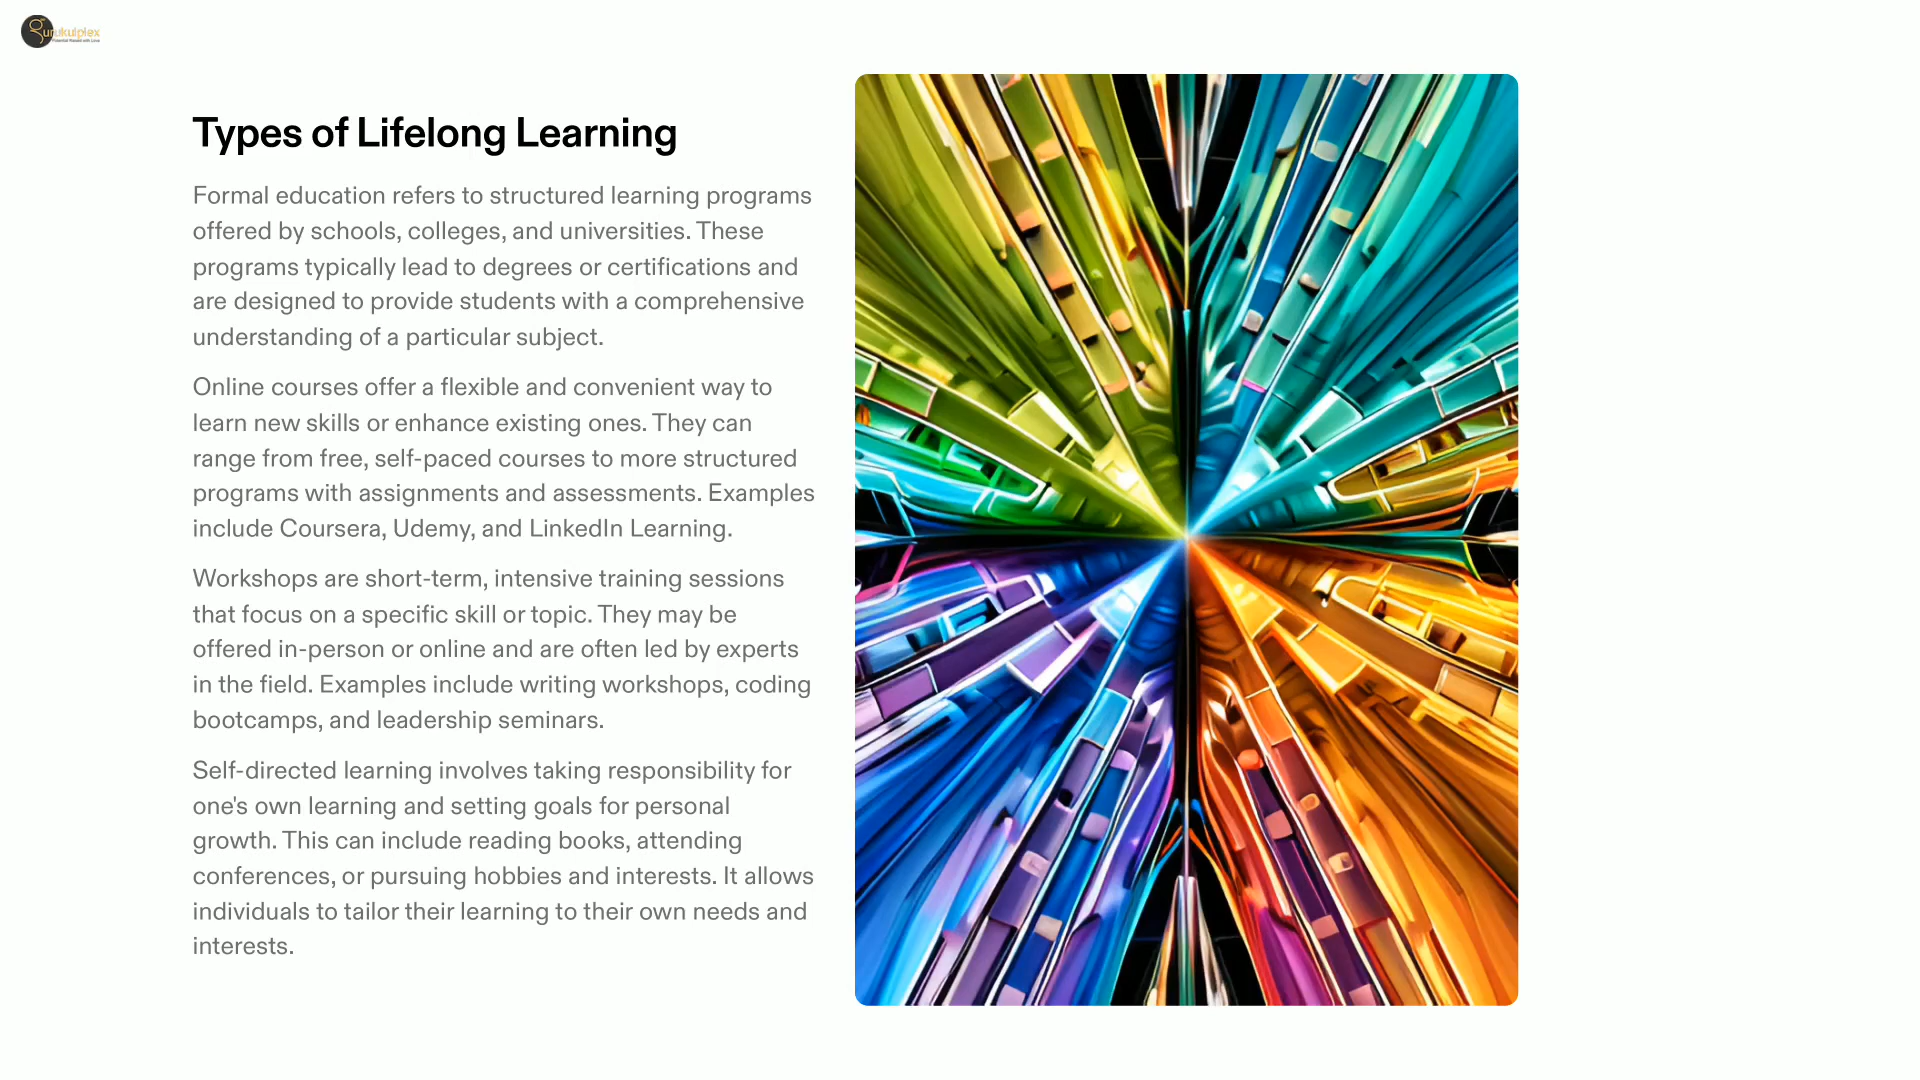 gurukulplex
Types of Lifelong Learning
Formal education refers to structured learning programs
offered by schools, colleges, and universities. These
programs typically lead to degrees or certifications and
are designed to provide students with a comprehensive
understanding of a particular subject.
Online courses offer a flexible and convenient way to
learn new skills or enhance existing ones. They can
range from free, self-paced courses to more structured
programs with assignments and assessments. Examples
include Coursera, Udemy, and LinkedIn Learning.
Workshops are short-term, intensive training sessions
that focus on a specific skill or topic. They may be
offered in-person or online and are often led by experts
in the field. Examples include writing workshops, coding
bootcamps, and leadership seminars.
Self-directed learning involves taking responsibility for
one's own learning and setting goals for personal
growth. This can include reading books, attending
conferences, or pursuing hobbies and interests. It allows
individuals to tailor their learning to their own needs and
interests.